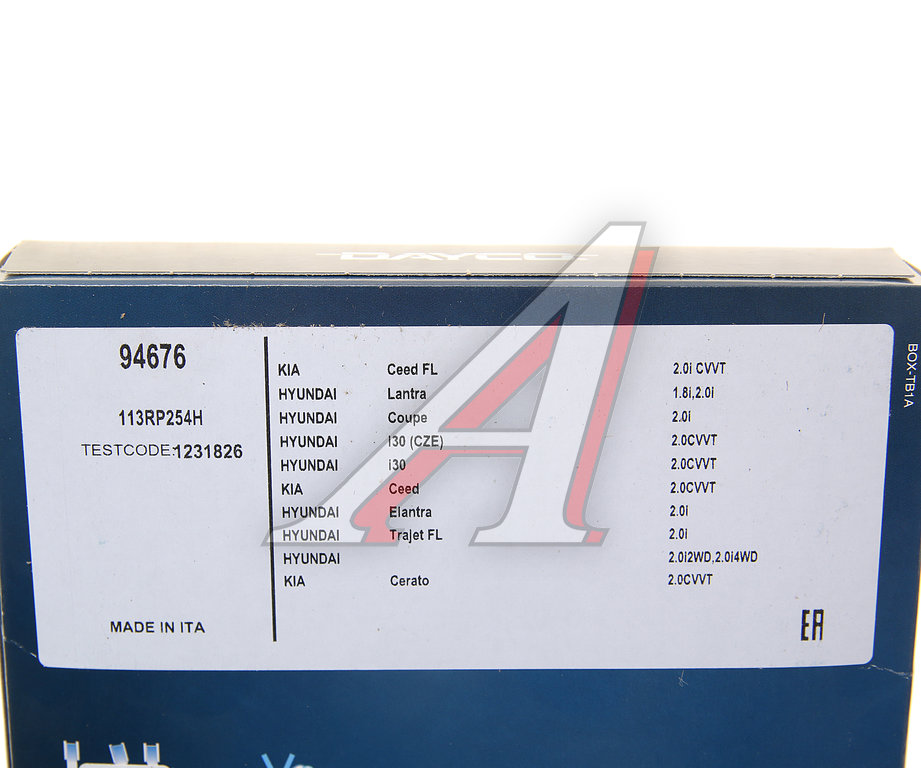 DAYCO
94676
113RP254H
TESTCODE:1231826
MADE IN ITA
KIA Ceed FL 2.0i CVVT
HYUNDAI Lantra 1.8i,2.0i
HYUNDAI Coupe 2.0i
HYUNDAI I30 (CZE) 2.0CVVT
HYUNDAI i30 2.0CVVT
KIA Ceed 2.0CVVT
HYUNDAI Elantra 2.0i
HYUNDAI Trajet FL 2.0i
HYUNDAI 2.0i2WD,2.0i4WD
KIA Cerato 2.0CVVT
EAC
BOX-TB1A